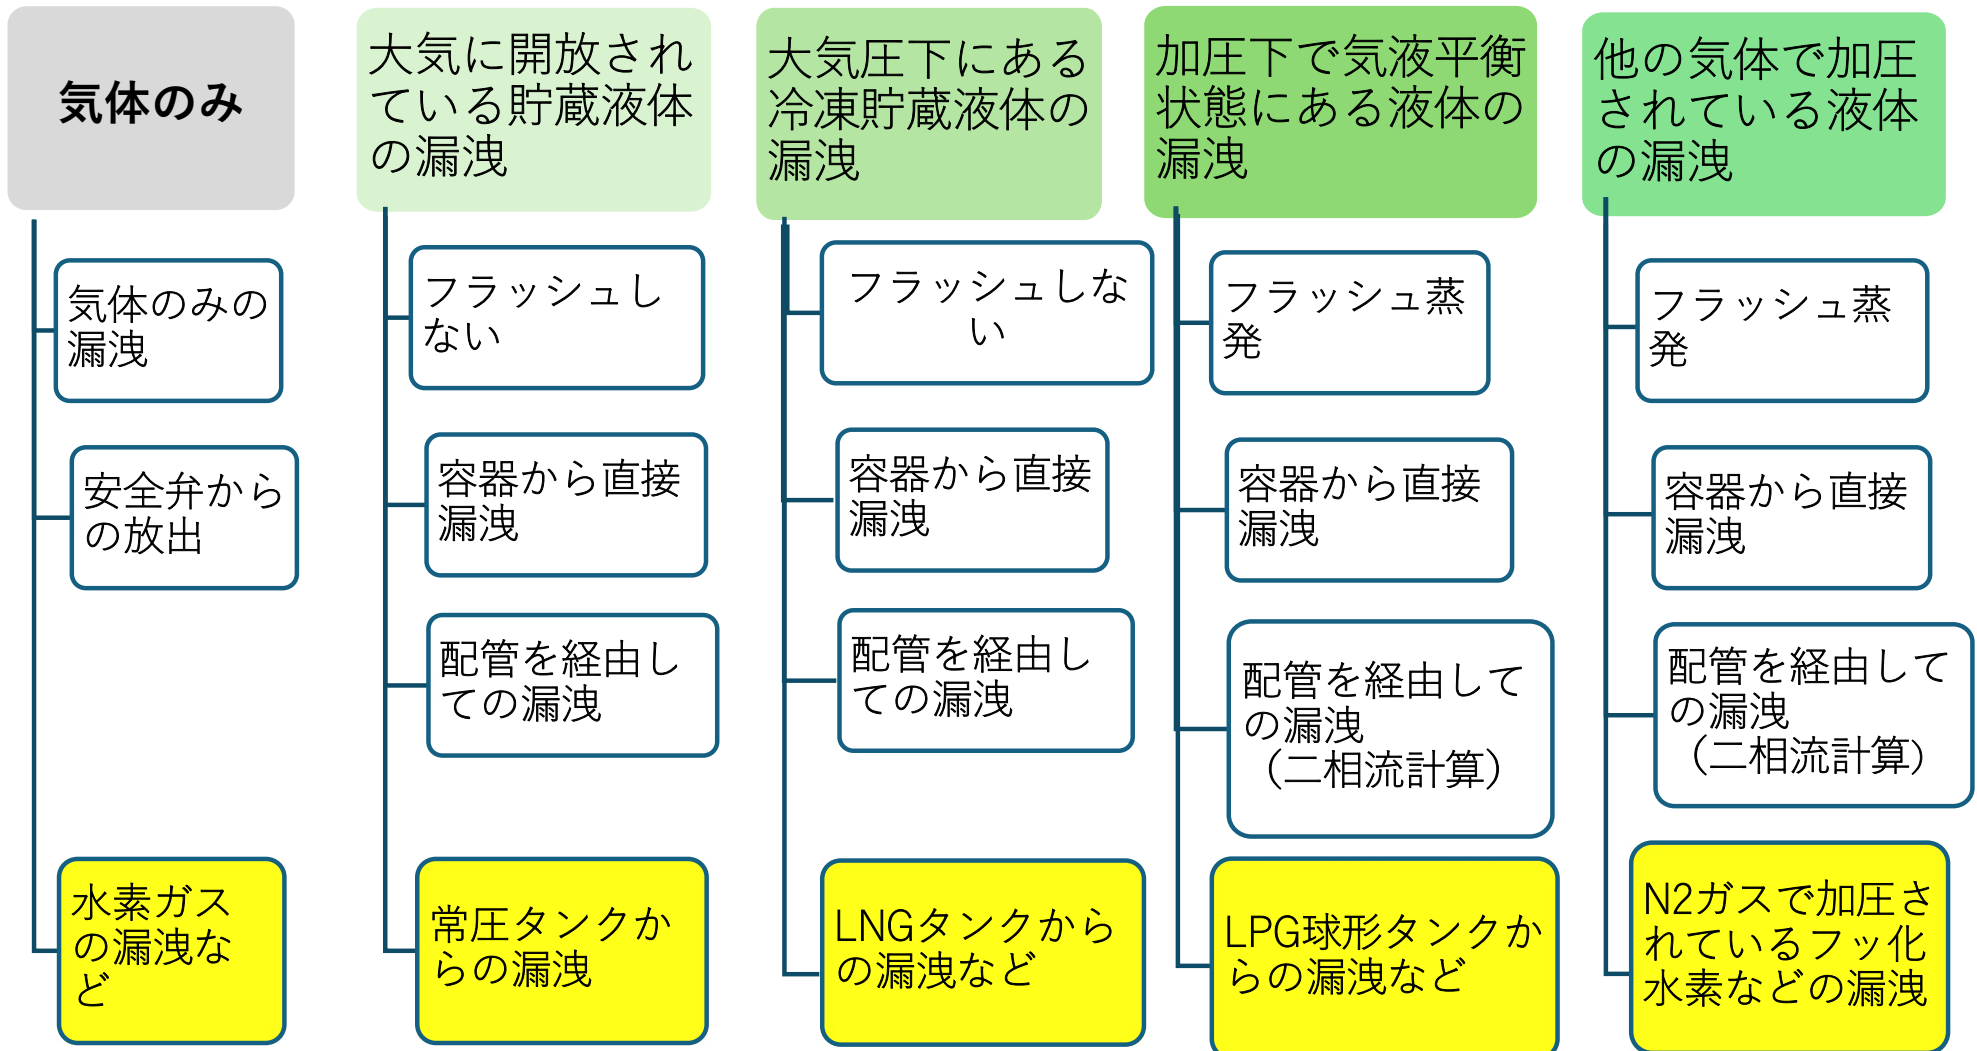 気体のみ
気体のみの
漏洩
安全弁から
の放出
水素ガス
の漏洩な
ど
大気に開放され
ている貯蔵液体
の漏洩
フラッシュし
ない
容器から直接
漏洩
配管を経由し
ての漏洩
常圧タンクか
らの漏洩
大気圧下にある
冷凍貯蔵液体の
漏洩
フラッシュしな
い
容器から直接
漏洩
配管を経由し
ての漏洩
LNGタンクから
の漏洩など
加圧下で気液平衡
状態にある液体の
漏洩
フラッシュ蒸
発
容器から直接
漏洩
配管を経由して
の漏洩
（二相流計算）
LPG球形タンクか
らの漏洩など
他の気体で加圧
されている液体
の漏洩
フラッシュ蒸
発
容器から直接
漏洩
配管を経由して
の漏洩
（二相流計算）
N2ガスで加圧さ
れているフッ化
水素などの漏洩